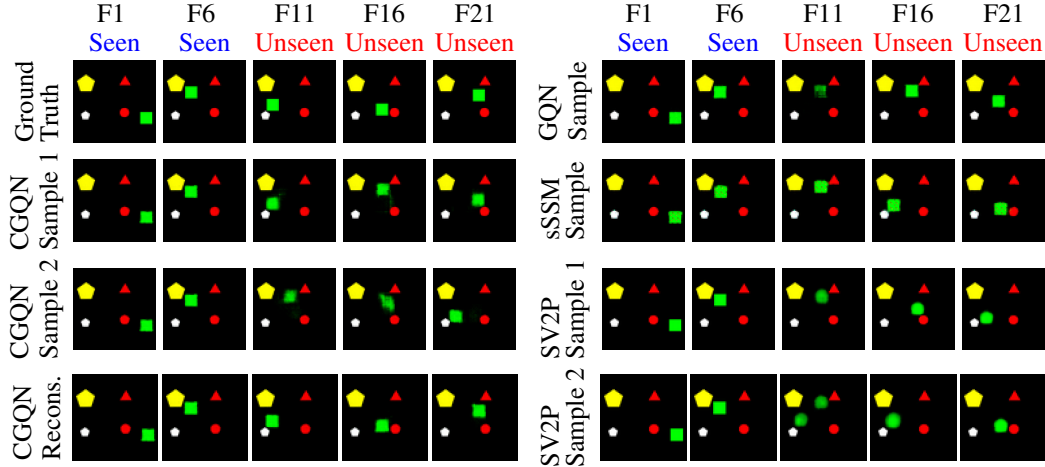 F1 F6 F11 F16 F21
Seen Seen Unseen Unseen Unseen
Ground
Truth
CGQN
Sample 1
CGQN
Sample 2
CGQN
Recons.
F1 F6 F11 F16 F21
Seen Seen Unseen Unseen Unseen
GQN
Sample
sSSM
Sample
SV2P
Sample 1
SV2P
Sample 2